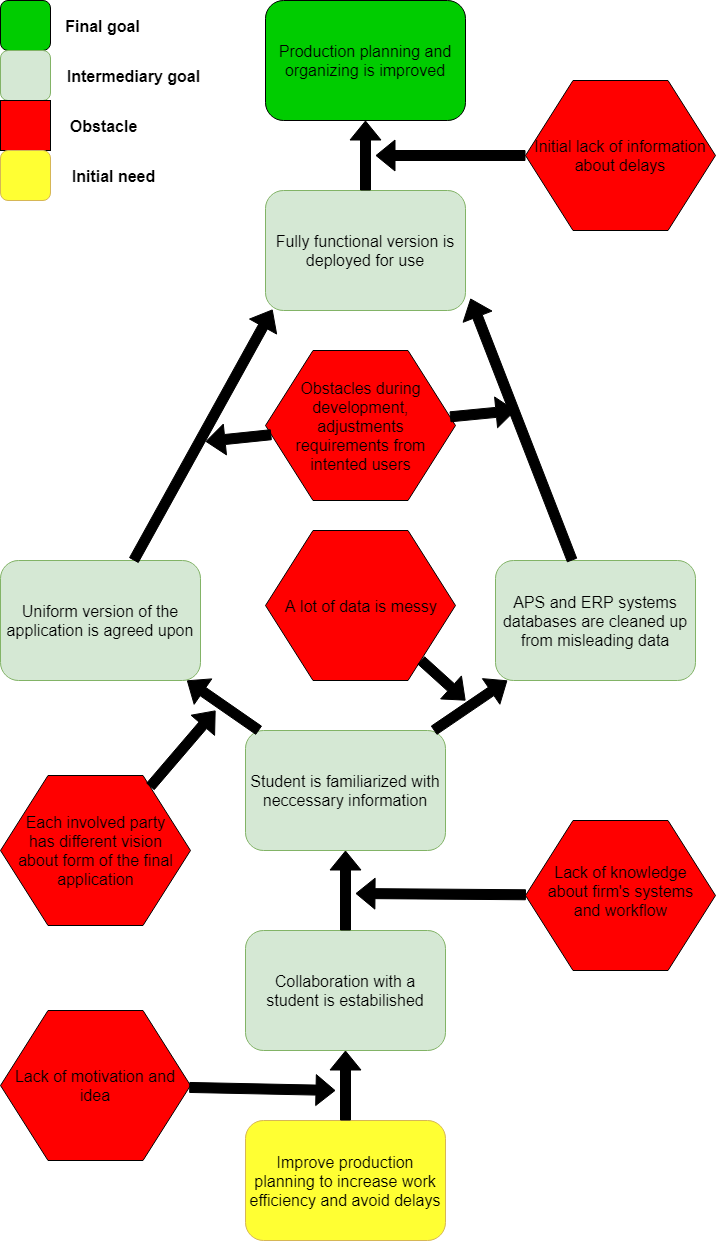 Final goal
Intermediary goal
Obstacle
Initial need
Production planning and
organizing is improved
Initial lack of information
about delays
Fully functional version is
deployed for use
Obstacles during
development,
adjustments
requirements from
intented users
Uniform version of the
application is agreed upon
A lot of data is messy
APS and ERP systems
databases are cleaned up
from misleading data
Student is familiarized with
neccessary information
Each involved party
has different vision
about form of the final
application
Lack of knowledge
about firm's systems
and workflow
Collaboration with a
student is estabilished
Lack of motivation and
idea
Improve production
planning to increase work
efficiency and avoid delays